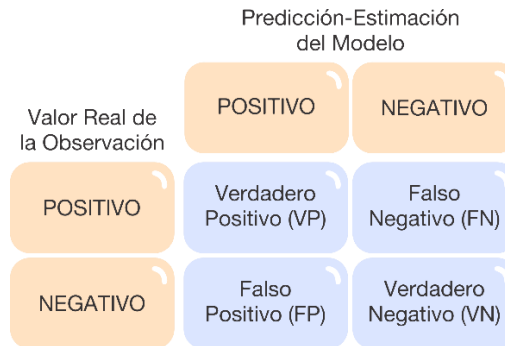 Predicción-Estimación
del Modelo
POSITIVO
NEGATIVO
Valor Real de
la Observación
POSITIVO
Verdadero
Positivo (VP)
Falso
Negativo (FN)
NEGATIVO
Falso
Positivo (FP)
Verdadero
Negativo (VN)